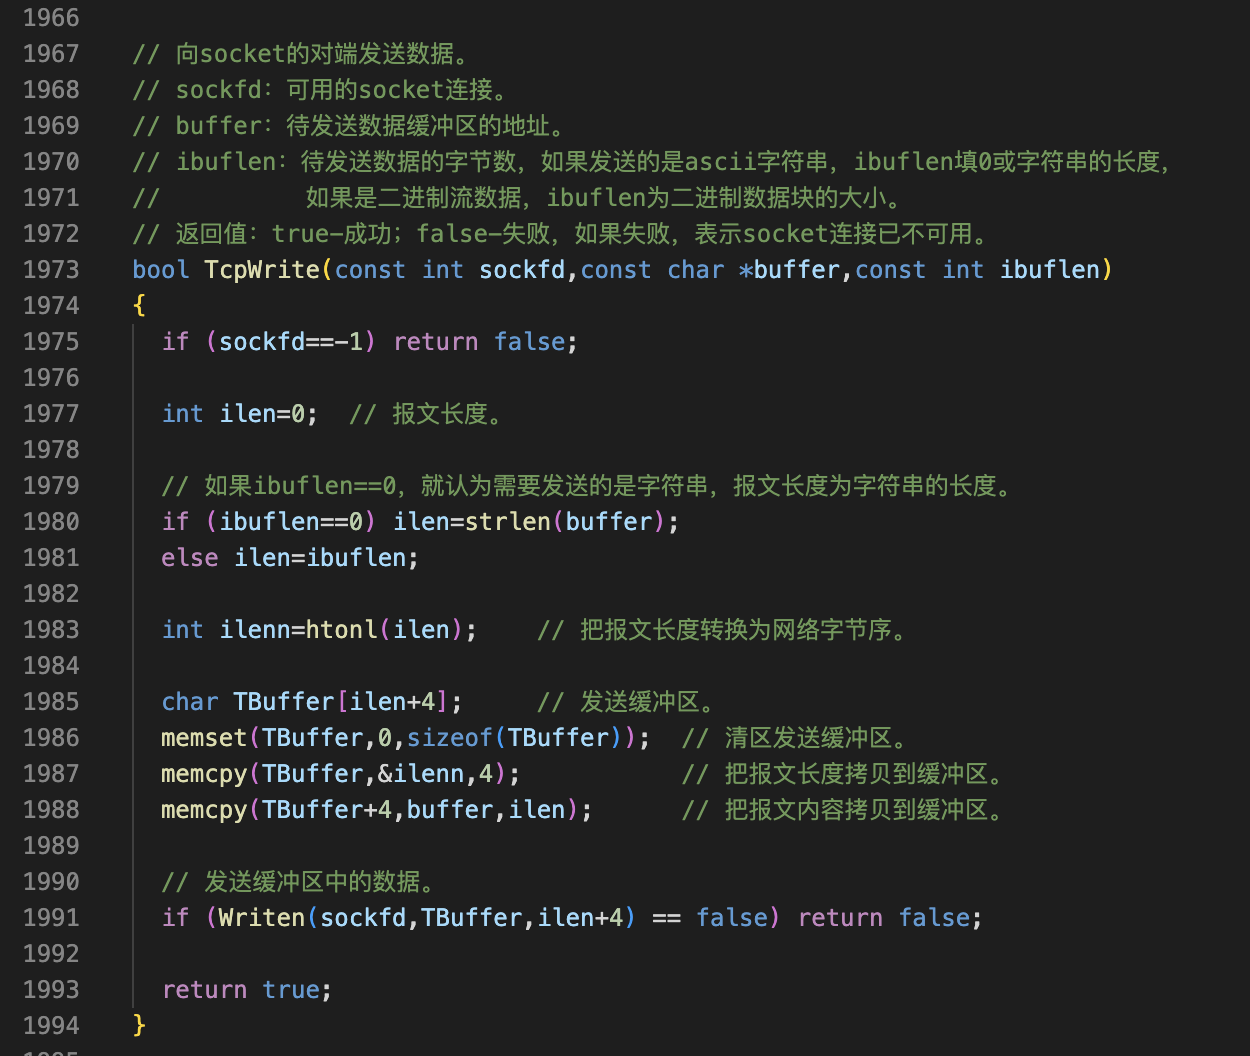 1966
1967 // 向socket的对端发送数据。
1968 // sockfd：可用的socket连接。
1969 // buffer：待发送数据缓冲区的地址。
1970 // ibuflen：待发送数据的字节数，如果发送的是ascii字符串，ibuflen填0或字符串的长度，
1971 //          如果是二进制流数据，ibuflen为二进制数据块的大小。
1972 // 返回值：true-成功；false-失败，如果失败，表示socket连接已不可用。
1973 bool TcpWrite(const int sockfd,const char *buffer,const int ibuflen)
1974 {
1975   if (sockfd==-1) return false;
1976
1977   int ilen=0;  // 报文长度。
1978
1979   // 如果ibuflen==0，就认为需要发送的是字符串，报文长度为字符串的长度。
1980   if (ibuflen==0) ilen=strlen(buffer);
1981   else ilen=ibuflen;
1982
1983   int ilenn=htonl(ilen);    // 把报文长度转换为网络字节序。
1984
1985   char TBuffer[ilen+4];     // 发送缓冲区。
1986   memset(TBuffer,0,sizeof(TBuffer));  // 清区发送缓冲区。
1987   memcpy(TBuffer,&ilenn,4);           // 把报文长度拷贝到缓冲区。
1988   memcpy(TBuffer+4,buffer,ilen);      // 把报文内容拷贝到缓冲区。
1989
1990   // 发送缓冲区中的数据。
1991   if (Writen(sockfd,TBuffer,ilen+4) == false) return false;
1992
1993   return true;
1994 }